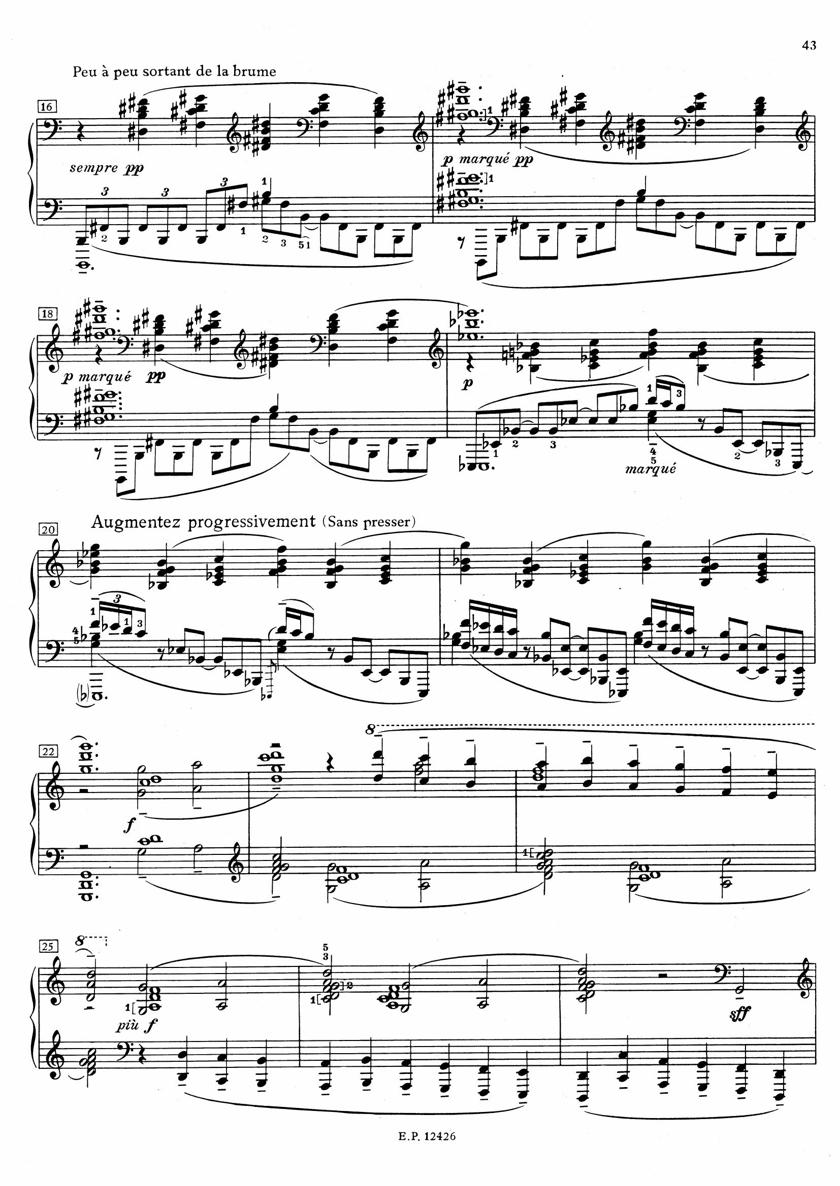 43
Peu à peu sortant de la brume
16
sempre pp
p marqué pp
3 3 3 1 1
2 1 2 3 5 1
18
p marqué pp
p
1 2 3 1 3
4 5 2 3
marqué
20 Augmentez progressivement (Sans presser)
3
1 1 3
4 5
22
8
f
1
25
8
5
3
2
1 1
più f
sff
E.P. 12426